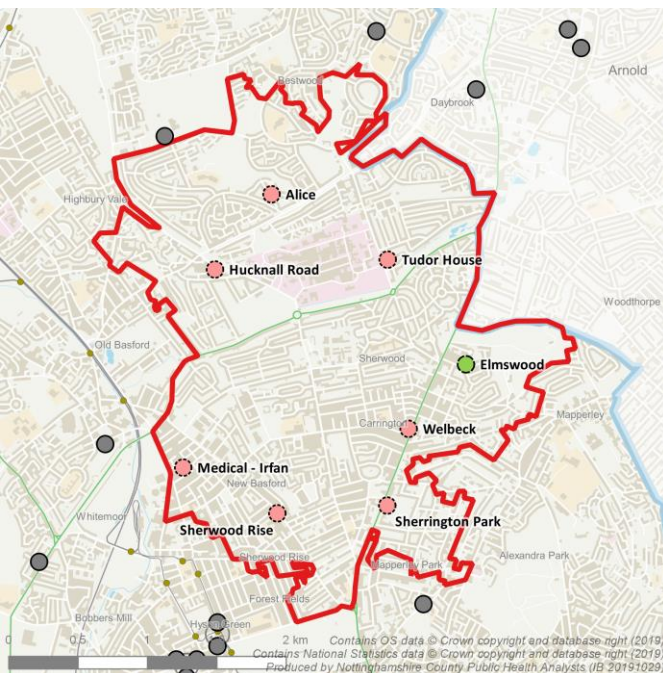 Bestwood
Arnold
Daybrook
Alice
Highbury Vale
Hucknall Road
Tudor House
Woodthorpe
Old Basford
Sherwood
Elmswood
Carrington
Welbeck
Mapperley
Medical - Irfan
New Basford
Whitemoor
Sherwood Rise
Sherrington Park
Sherwood Rise
Mapperley Park
Alexandra Park
Forest Fields
Bobbers Mill
Hyson Green
0 0.5 1 2 km
Contains OS data © Crown copyright and database right (2019)
Contains National Statistics data © Crown copyright and database right (2019)
Produced by Nottinghamshire County Public Health Analysts (IB 20191029)